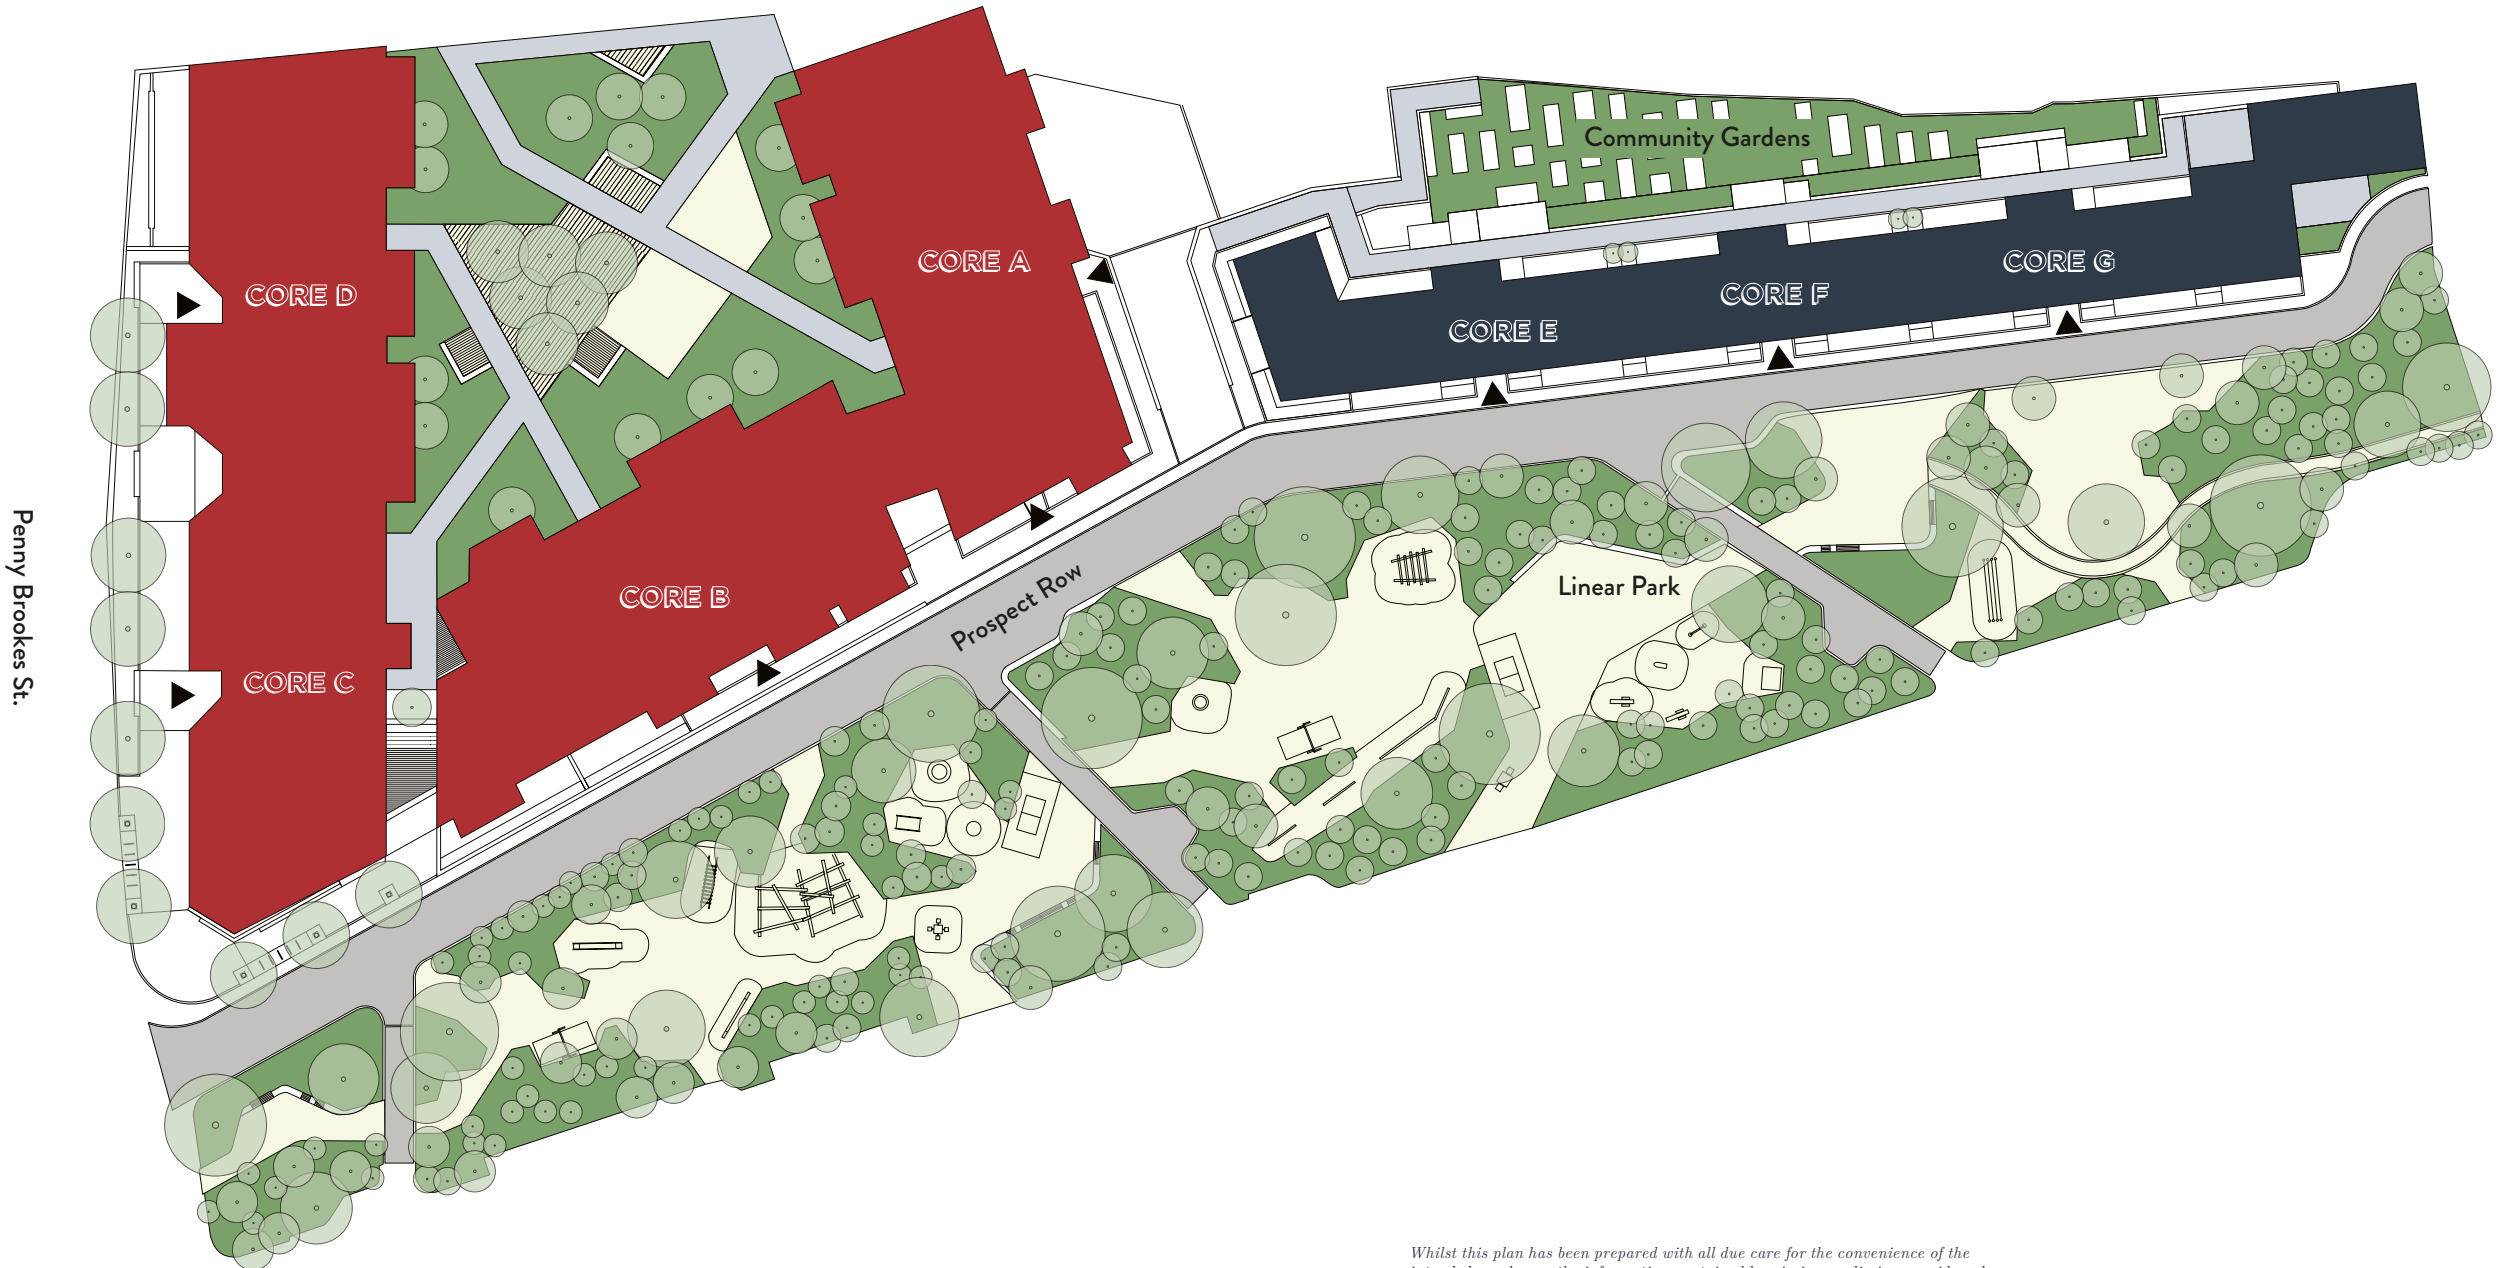 Community Gardens
CORE A
CORE D
CORE G
CORE F
CORE E
Penny Brookes St.
Prospect Row
Linear Park
CORE B
CORE C
Whilst this plan has been prepared with all due care for the convenience of the